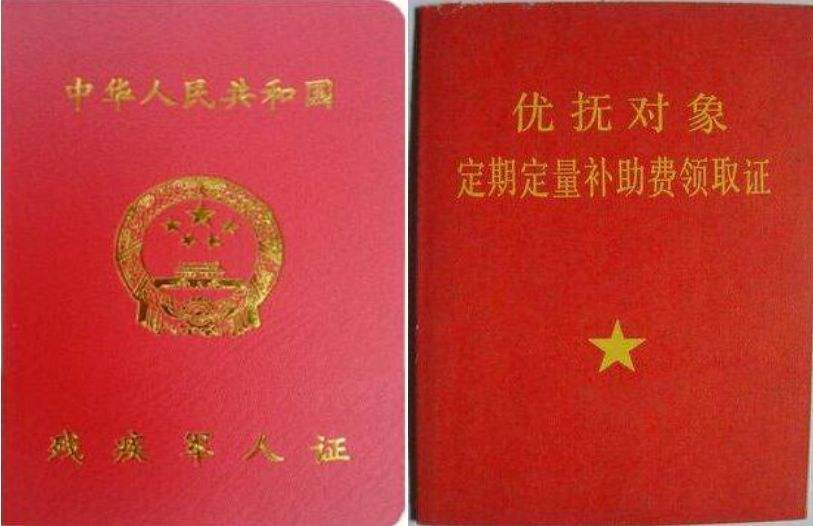 中华人民共和国
残疾军人证
优抚对象
定期定量补助费领取证